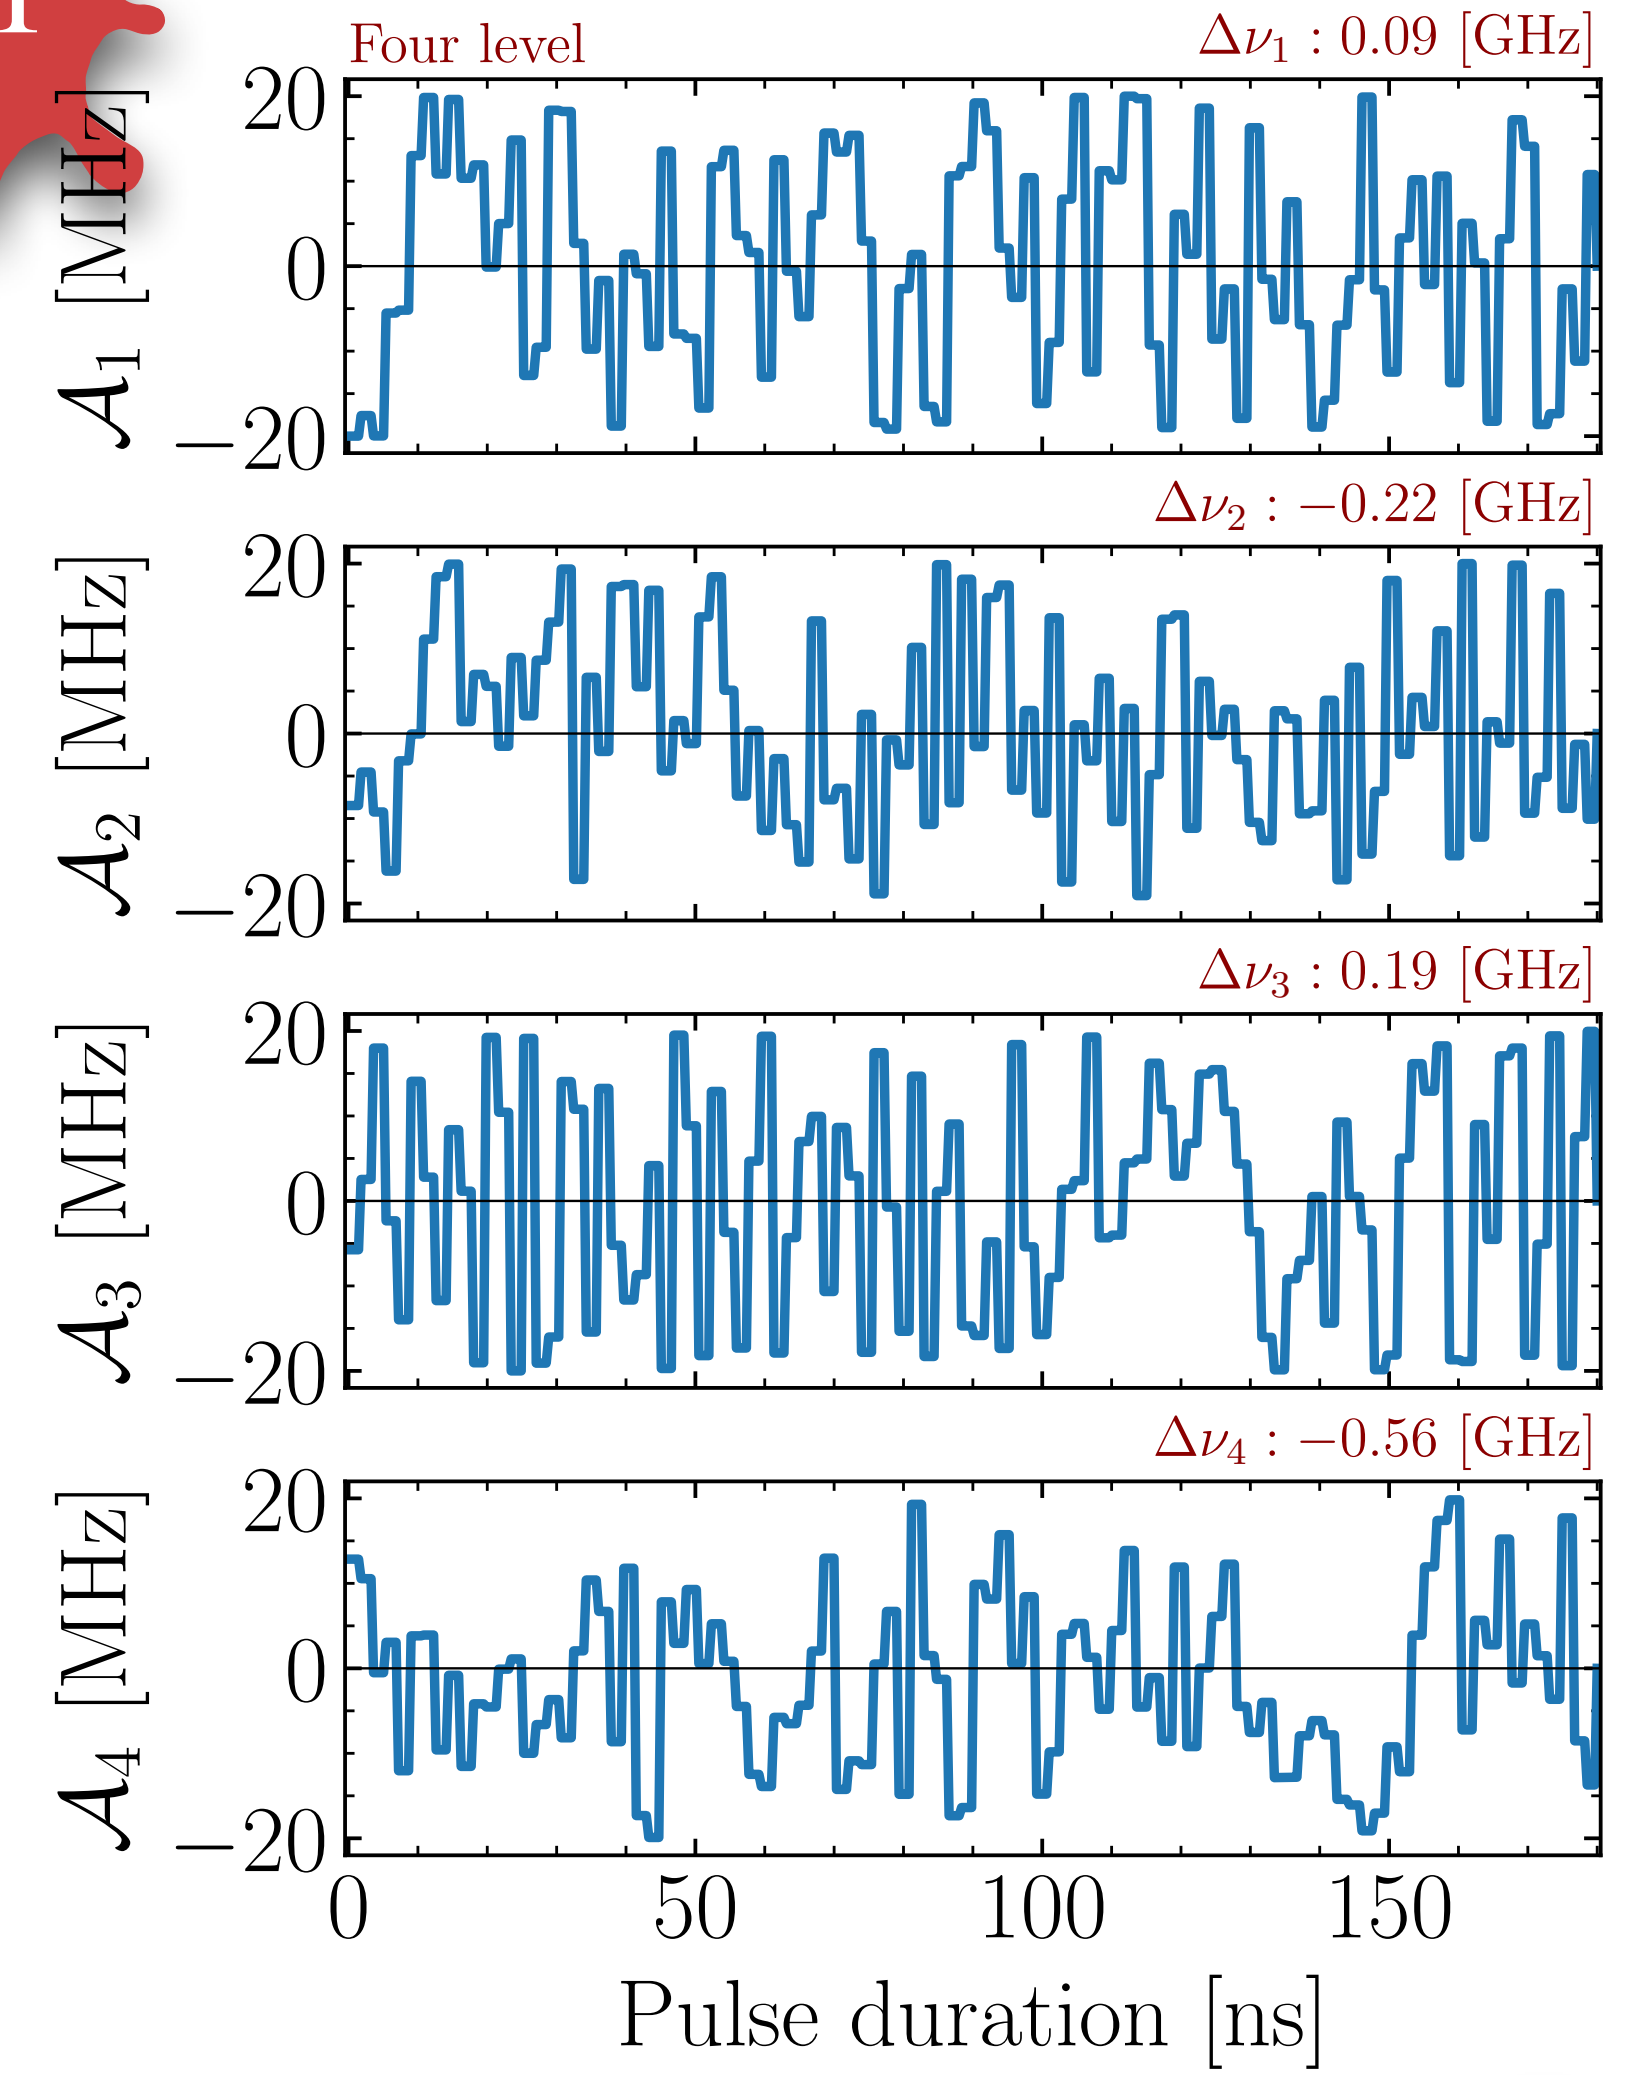 Four level Δν₁ : 0.09 [GHz]
𝒜₁ [MHz]
20
0
−20
Δν₂ : −0.22 [GHz]
𝒜₂ [MHz]
20
0
−20
Δν₃ : 0.19 [GHz]
𝒜₃ [MHz]
20
0
−20
Δν₄ : −0.56 [GHz]
𝒜₄ [MHz]
20
0
−20
0 50 100 150
Pulse duration [ns]